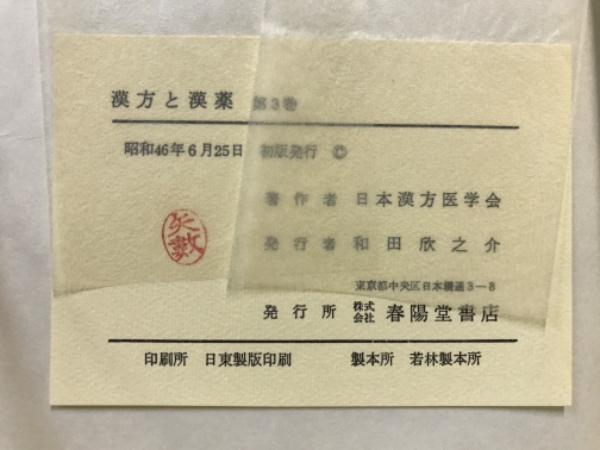 漢方と漢薬 第3巻
昭和46年6月25日 初版発行 ©
著作者 日本漢方医学会
発行者 和田欣之介
矢数
東京都中央区日本橋通3-8
発行所 株式会社 春陽堂書店
印刷所 日東製版印刷 製本所 若林製本所